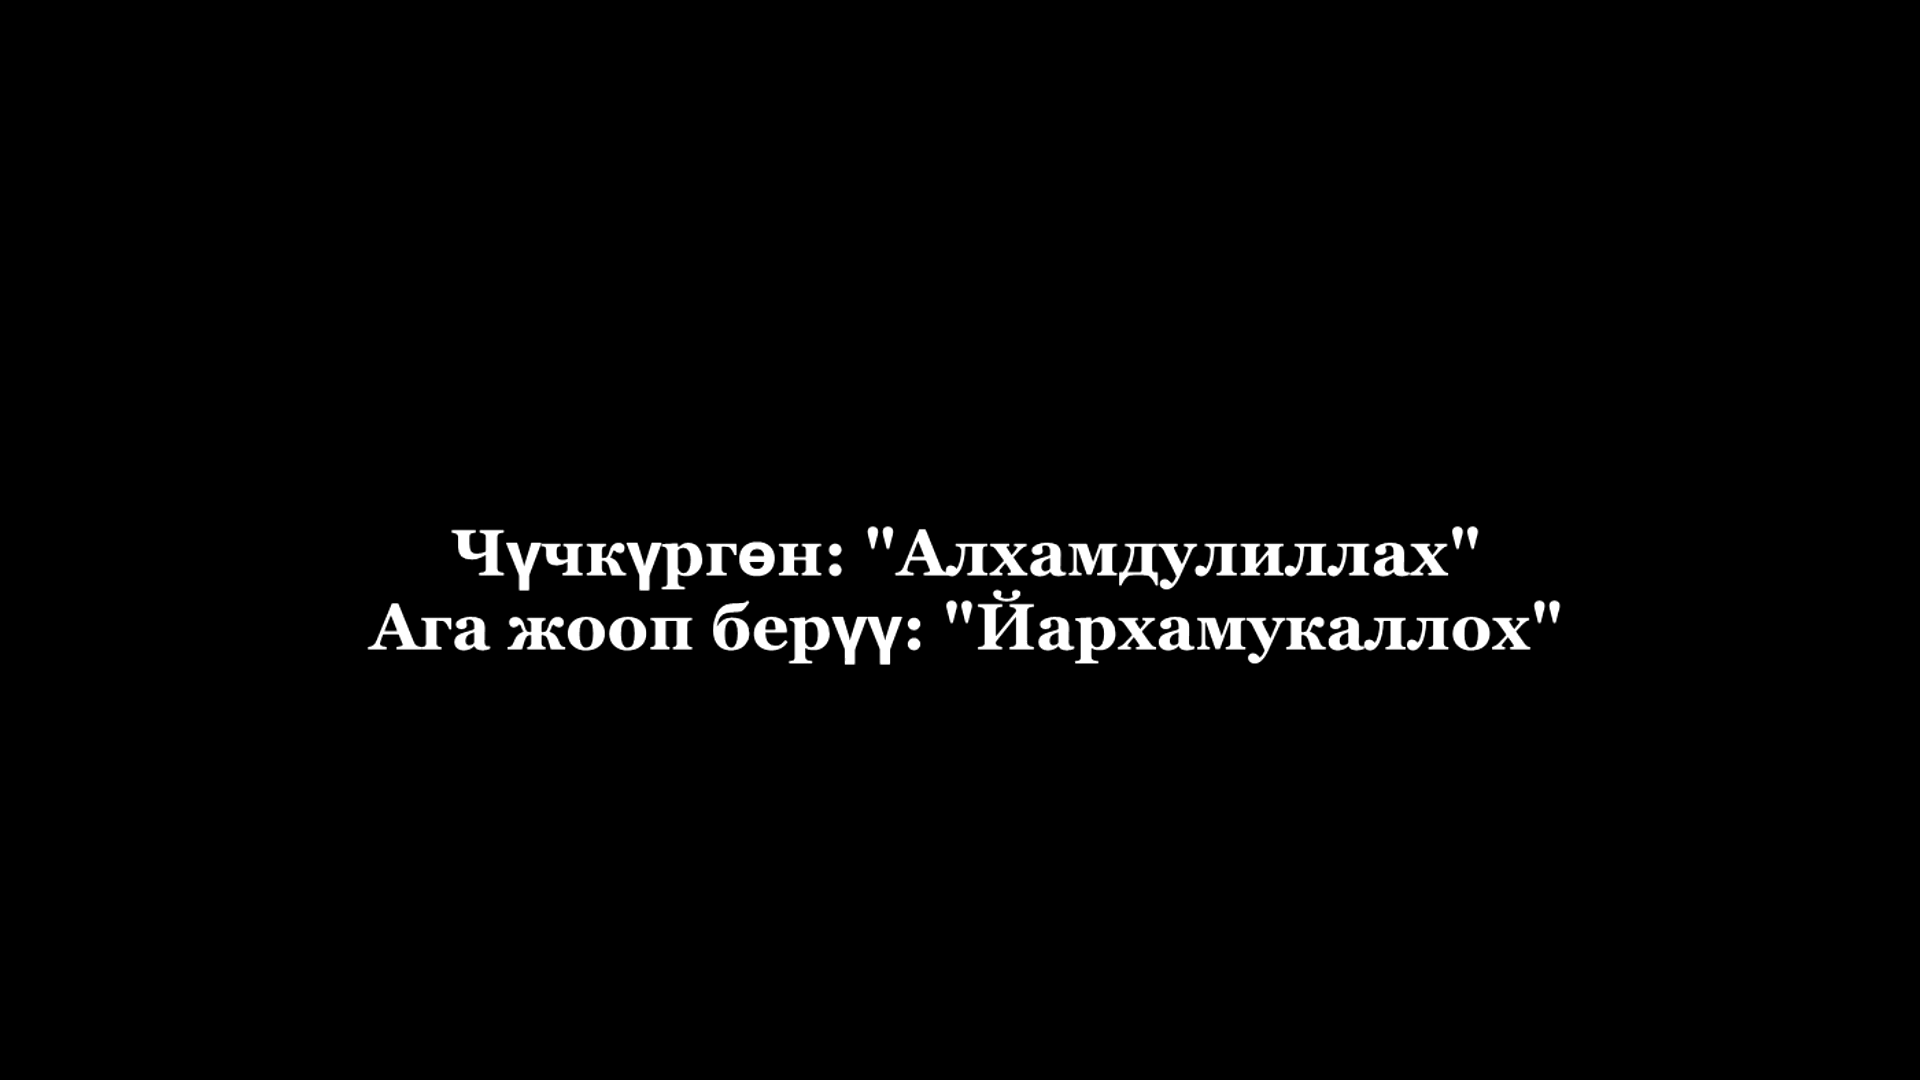 Чүчкүргөн: "Алхамдулиллах"
Ага жооп берүү: "Йархамукаллох"